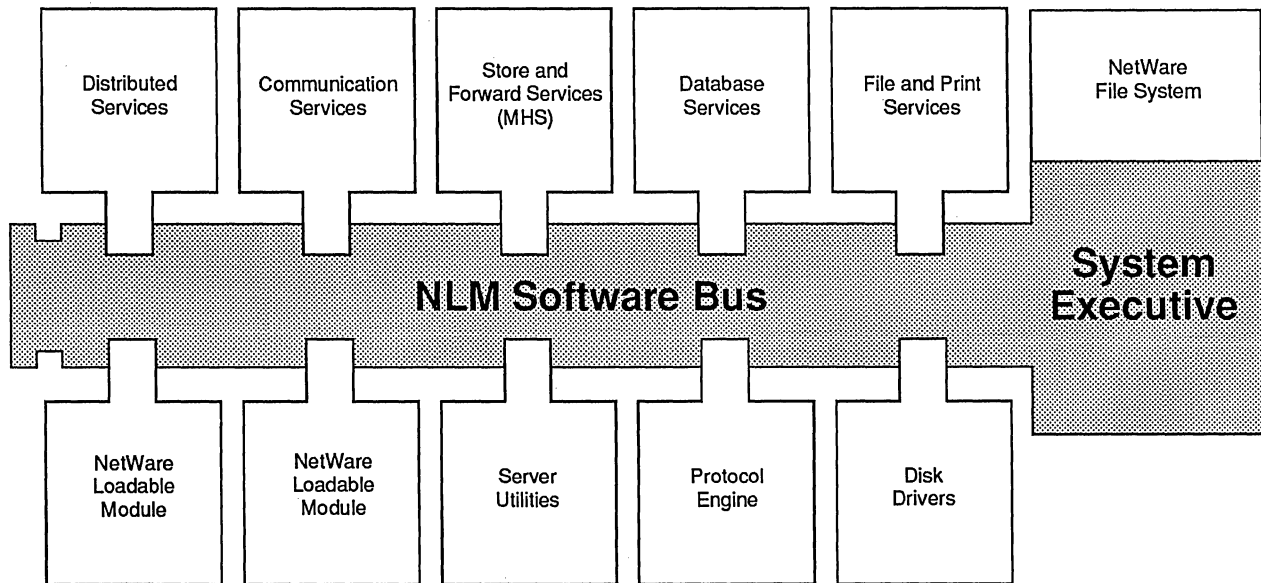 Distributed
Services
Communication
Services
Store and
Forward Services
(MHS)
Database
Services
File and Print
Services
NetWare
File System
NLM Software Bus
System
Executive
NetWare
Loadable
Module
NetWare
Loadable
Module
Server
Utilities
Protocol
Engine
Disk
Drivers